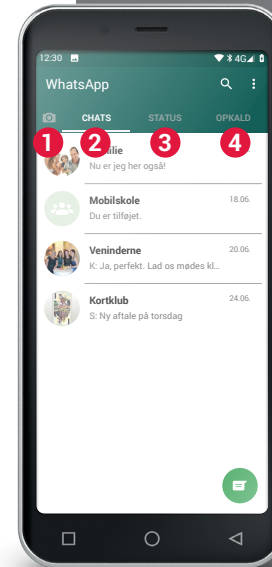 12:30 4G
WhatsApp
CHATS STATUS OPKALD
1 2 3 4
Nu er jeg her også!
Mobilskole 18.06.
Du er tilføjet.
Veninderne 20.06.
K: Ja, perfekt. Lad os mødes kl…
Kortklub 24.06.
S: Ny aftale på torsdag